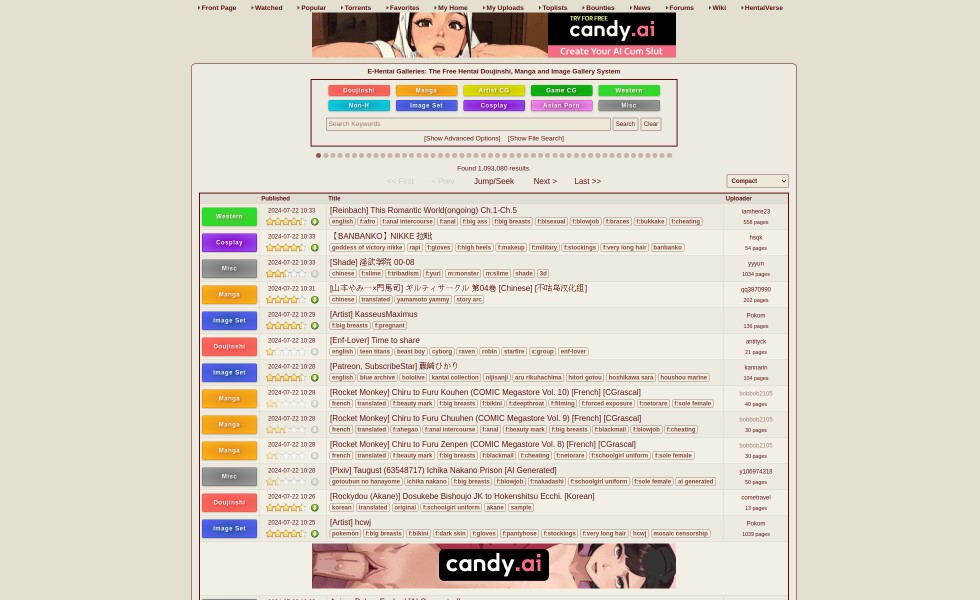 Front Page Watched Popular Torrents Favorites My Home My Uploads Toplists Bounties News Forums Wiki HentaiVerse
TRY FOR FREE
candy.ai
Create Your AI Cum Slut
E-Hentai Galleries: The Free Hentai Doujinshi, Manga and Image Gallery System
Doujinshi Manga Artist CG Game CG Western
Non-H Image Set Cosplay Asian Porn Misc
Search Keywords Search Clear
[Show Advanced Options] [Show File Search]
Found 1,093,080 results.
<< First < Prev Jump/Seek Next > Last >> Compact
Published Title Uploader
Western 2024-07-22 10:33 [Reinbach] This Romantic World(ongoing) Ch.1-Ch.5 iamhere23
english f:afro f:anal intercourse f:anal f:big ass f:big breasts f:bisexual f:blowjob f:braces f:bukkake f:cheating 558 pages
Cosplay 2024-07-22 10:33 【BANBANKO】NIKKE 拉毗 hsqk
goddess of victory nikke rapi f:gloves f:high heels f:makeup f:military f:stockings f:very long hair banbanko 54 pages
Misc 2024-07-22 10:33 [Shade] 淫欲学院 00-08 yyyun
chinese f:slime f:tribadism f:yuri m:monster m:slime shade 3d 1034 pages
Manga 2024-07-22 10:31 [山本やみー×門馬司] ギルティサークル 第04巻 [Chinese] [不咕鸟汉化组] qq3870990
chinese translated yamamoto yammy story arc 202 pages
Image Set 2024-07-22 10:29 [Artist] KasseusMaximus Pokom
f:big breasts f:pregnant 136 pages
Doujinshi 2024-07-22 10:29 [Enf-Lover] Time to share antityck
english teen titans beast boy cyborg raven robin starfire x:group enf-lover 21 pages
Image Set 2024-07-22 10:28 [Patreon, SubscribeStar] 藤崎ひかり kannarin
english blue archive hololive kantai collection nijisanji aru rikuhachima hitori gotou hoshikawa sara houshou marine 104 pages
Manga 2024-07-22 10:28 [Rocket Monkey] Chiru to Furu Kouhen (COMIC Megastore Vol. 10) [French] [CGrascal] bobbob2105
french translated f:beauty mark f:big breasts f:bikini f:deepthroat f:filming f:forced exposure f:netorare f:sole female 40 pages
Manga 2024-07-22 10:28 [Rocket Monkey] Chiru to Furu Chuuhen (COMIC Megastore Vol. 9) [French] [CGrascal] bobbob2105
french translated f:ahegao f:anal intercourse f:anal f:beauty mark f:big breasts f:blackmail f:blowjob f:cheating 30 pages
Manga 2024-07-22 10:28 [Rocket Monkey] Chiru to Furu Zenpen (COMIC Megastore Vol. 8) [French] [CGrascal] bobbob2105
french translated f:beauty mark f:big breasts f:blackmail f:cheating f:netorare f:schoolgirl uniform f:sole female 30 pages
Misc 2024-07-22 10:28 [Pixiv] Taugust (63548717) Ichika Nakano Prison [AI Generated] y106974318
gotoubun no hanayome ichika nakano f:big breasts f:blowjob f:nakadashi f:schoolgirl uniform f:sole female ai generated 50 pages
Doujinshi 2024-07-22 10:26 [Rockydou (Akane)] Dosukebe Bishoujo JK to Hokenshitsu Ecchi. [Korean] cometravel
korean translated original f:schoolgirl uniform akane sample 13 pages
Image Set 2024-07-22 10:25 [Artist] hcwj Pokom
pokemon f:big breasts f:bikini f:dark skin f:gloves f:pantyhose f:stockings f:very long hair hcwj mosaic censorship 1039 pages
candy.ai